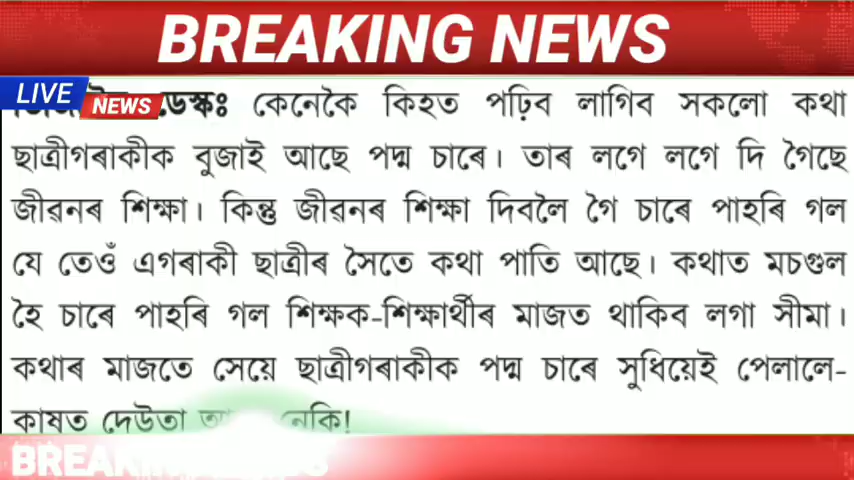 BREAKING NEWS
LIVE
NEWS
ডেস্কঃ কেনেকৈ কিহত পঢ়িব লাগিব সকলো কথা
ছাত্ৰীগৰাকীক বুজাই আছে পদ্ম চাৰে। তাৰ লগে লগে দি গৈছে
জীৱনৰ শিক্ষা। কিন্তু জীৱনৰ শিক্ষা দিবলৈ গৈ চাৰে পাহৰি গল
যে তেওঁ এগৰাকী ছাত্ৰীৰ সৈতে কথা পাতি আছে। কথাত মচগুল
হৈ চাৰে পাহৰি গল শিক্ষক-শিক্ষাৰ্থীৰ মাজত থাকিব লগা সীমা।
কথাৰ মাজতে সেয়ে ছাত্ৰীগৰাকীক পদ্ম চাৰে সুধিয়েই পেলালে-
কাষত দেউতা